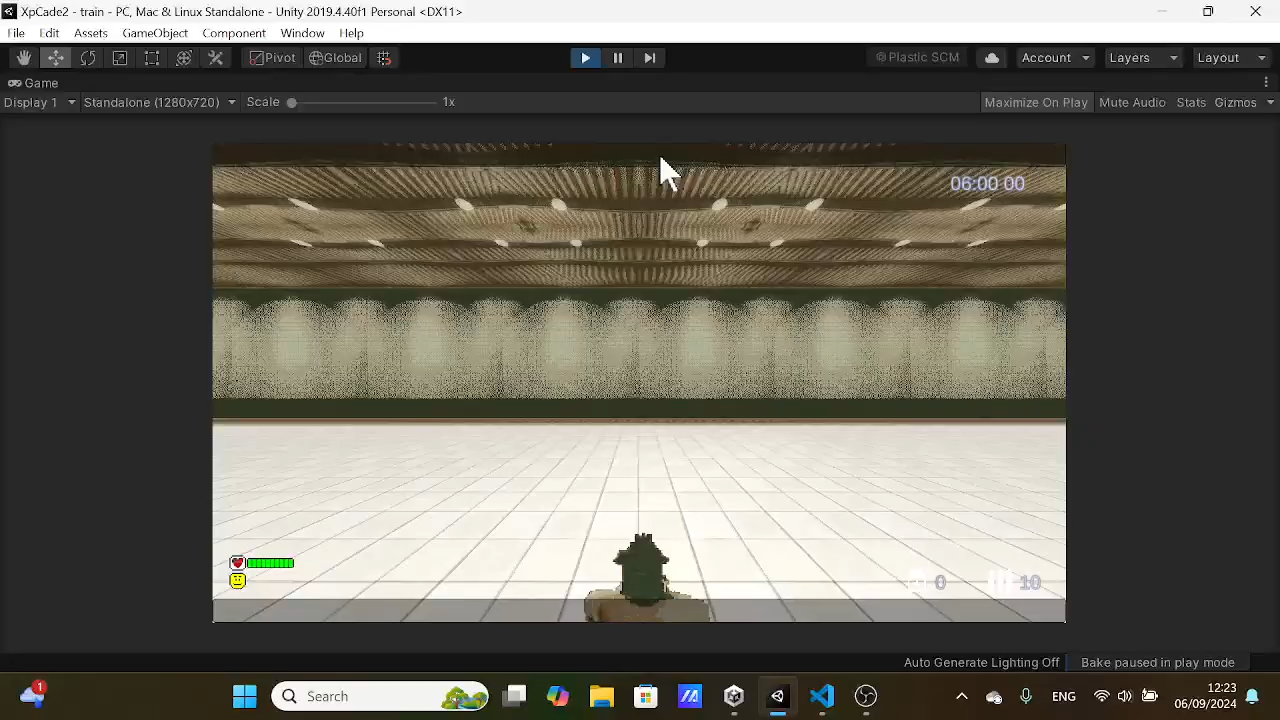 XpCade2 - train - PC, Mac & Linux Standalone - Unity 2019.4.40f1 Personal <DX11>
File Edit Assets GameObject Component Window Help
Pivot Global Plastic SCM Account Layers Layout
Game
Display 1 Standalone (1280x720) Scale 1x Maximize On Play Mute Audio Stats Gizmos
06:00 00
0 10
Auto Generate Lighting Off Bake paused in play mode
1 Search ENG 12:23
06/09/2024